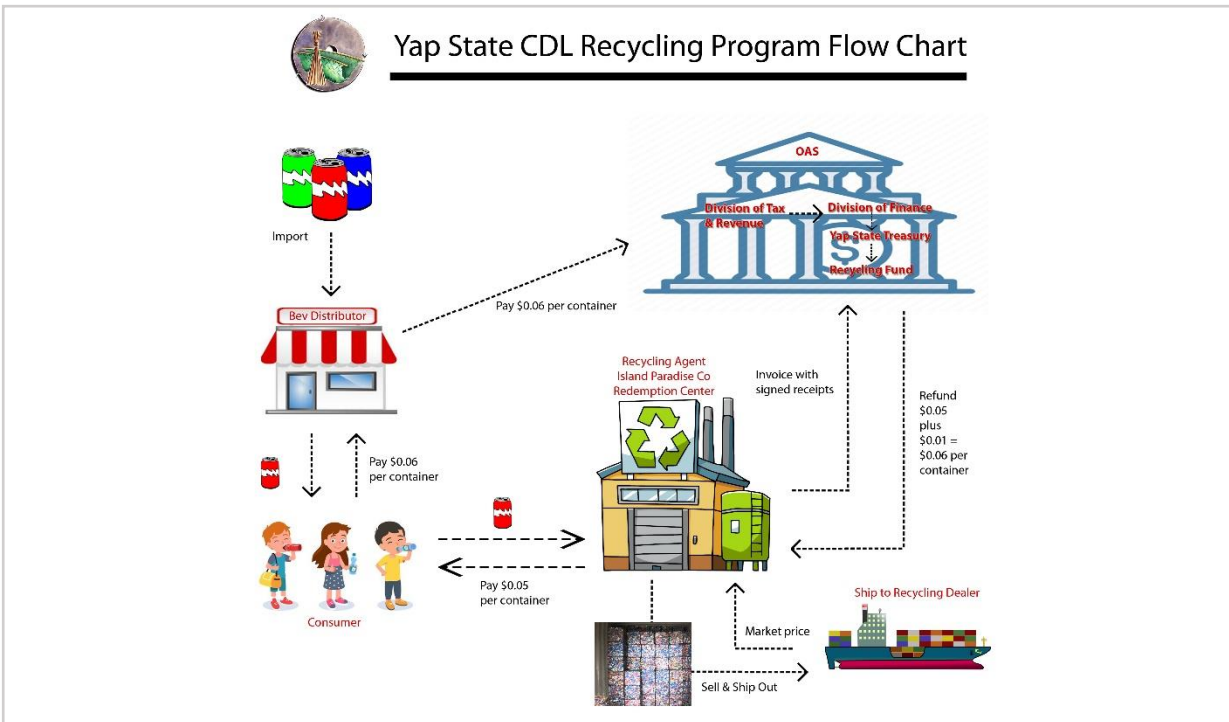 Yap State CDL Recycling Program Flow Chart
OAS
Division of Tax
& Revenue
Division of Finance
Yap State Treasury
$
Recycling Fund
Import
Pay $0.06 per container
Bev Distributor
Recycling Agent
Island Paradise Co
Redemption Center
Invoice with
signed receipts
Refund
$0.05
plus
$0.01 =
$0.06 per
container
Pay $0.06
per container
Pay $0.05
per container
Consumer
Ship to Recycling Dealer
Market price
Sell & Ship Out